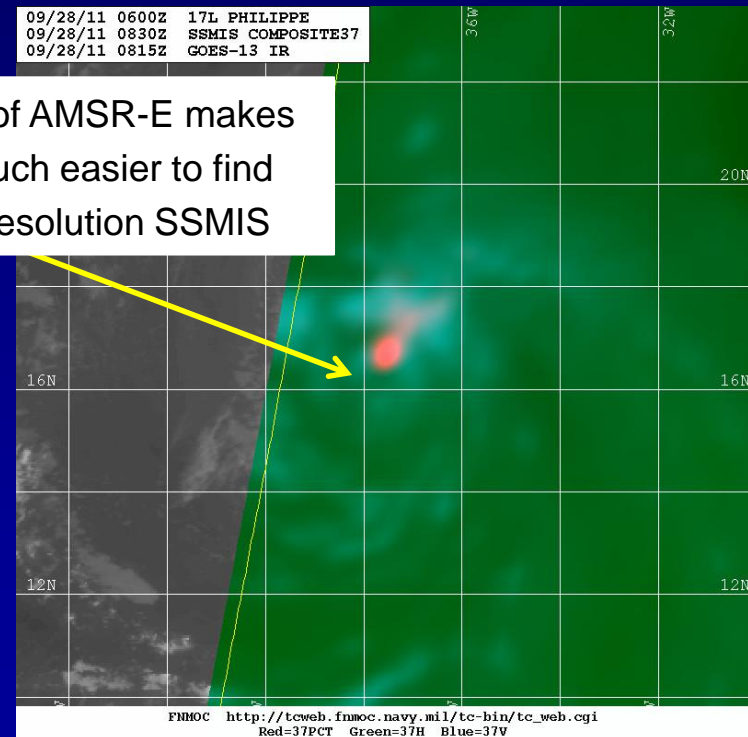 09/28/11 0600Z 17L PHILIPPE
09/28/11 0830Z SSMIS COMPOSITE37
09/28/11 0815Z GOES-13 IR
36W
32W
of AMSR-E makes
uch easier to find
esolution SSMIS
20N
16N
16N
12N
12N
FNMOC http://tcweb.fnmoc.navy.mil/tc-bin/tc_web.cgi
Red=37PCT Green=37H Blue=37V